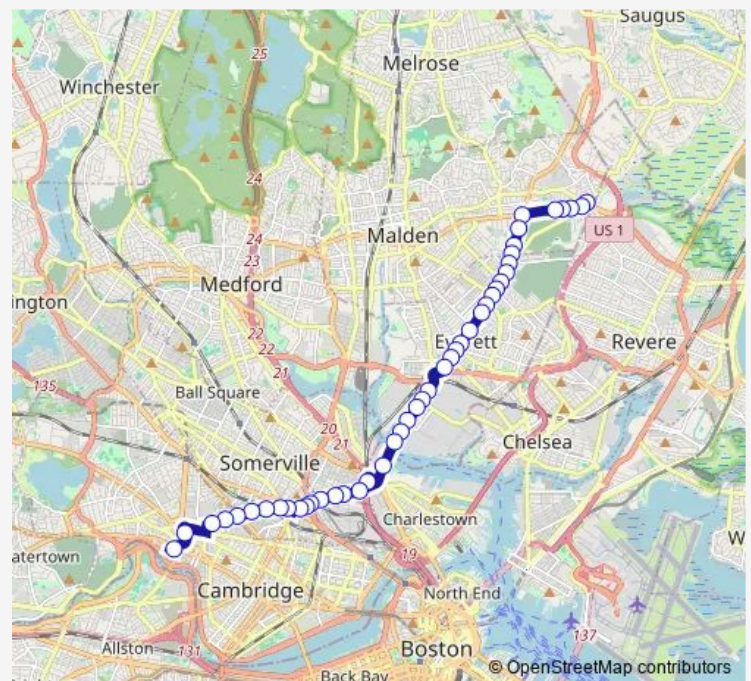 Saugus
25
Melrose
Winchester
24
US 1
Malden
24
23
ington
Medford
22
22
21
Everett
Revere
135
Ball Square
20
21
Chelsea
Somerville
Charlestown
19
W
atertown
Cambridge
North End
137
Allston
131
Boston
Back Bay
© OpenStreetMap contributors